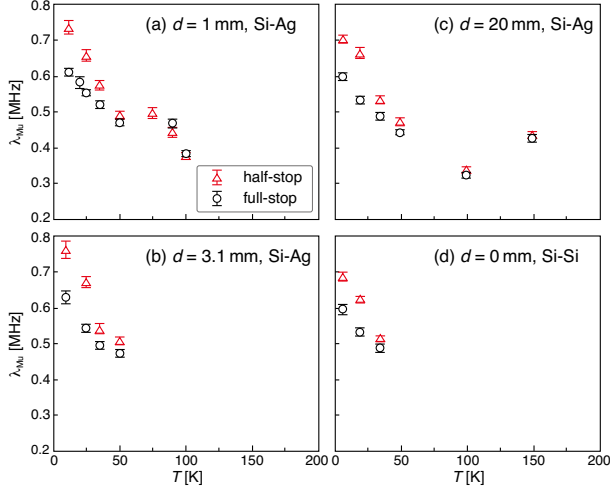 0.8
0.7
0.6
0.5
0.4
0.3
0.2
λMu [MHz]
(a) d = 1 mm, Si-Ag
half-stop
full-stop
(c) d = 20 mm, Si-Ag
0.8
0.7
0.6
0.5
0.4
0.3
0.2
λMu [MHz]
(b) d = 3.1 mm, Si-Ag
(d) d = 0 mm, Si-Si
0 50 100 150 200
0 50 100 150 200
T [K]
T [K]